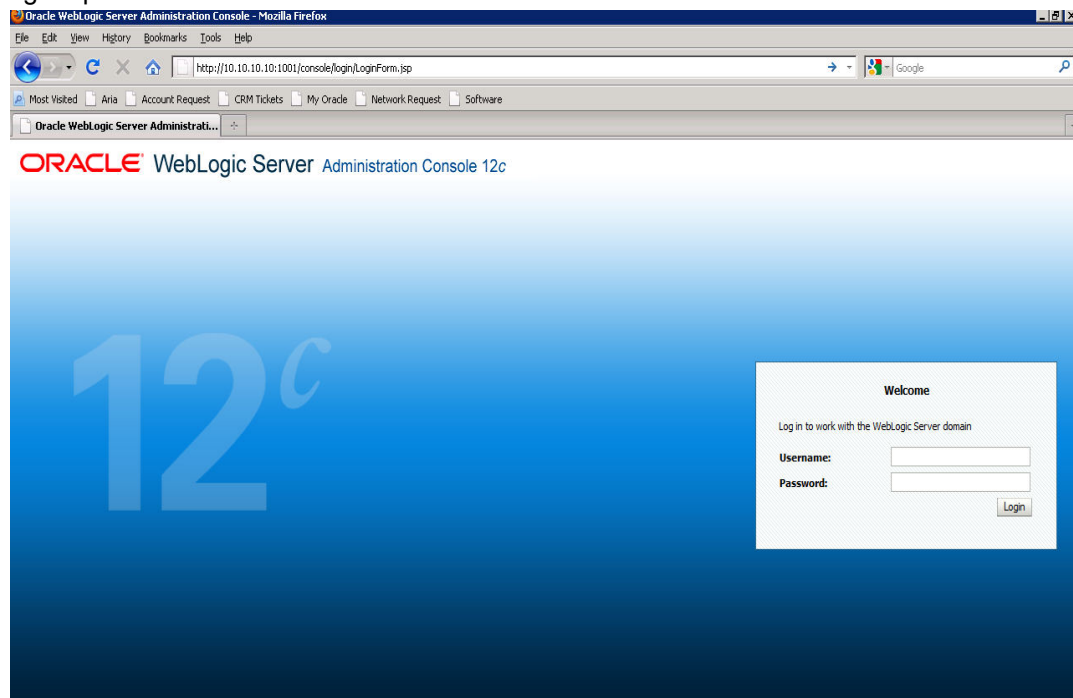 Oracle WebLogic Server Administration Console - Mozilla Firefox
File Edit View History Bookmarks Tools Help
http://10.10.10.10:1001/console/login/LoginForm.jsp
Google
Most Visited Aria Account Request CRM Tickets My Oracle Network Request Software
Oracle WebLogic Server Administrati...
ORACLE WebLogic Server Administration Console 12c
12c
Welcome
Log in to work with the WebLogic Server domain
Username:
Password:
Login